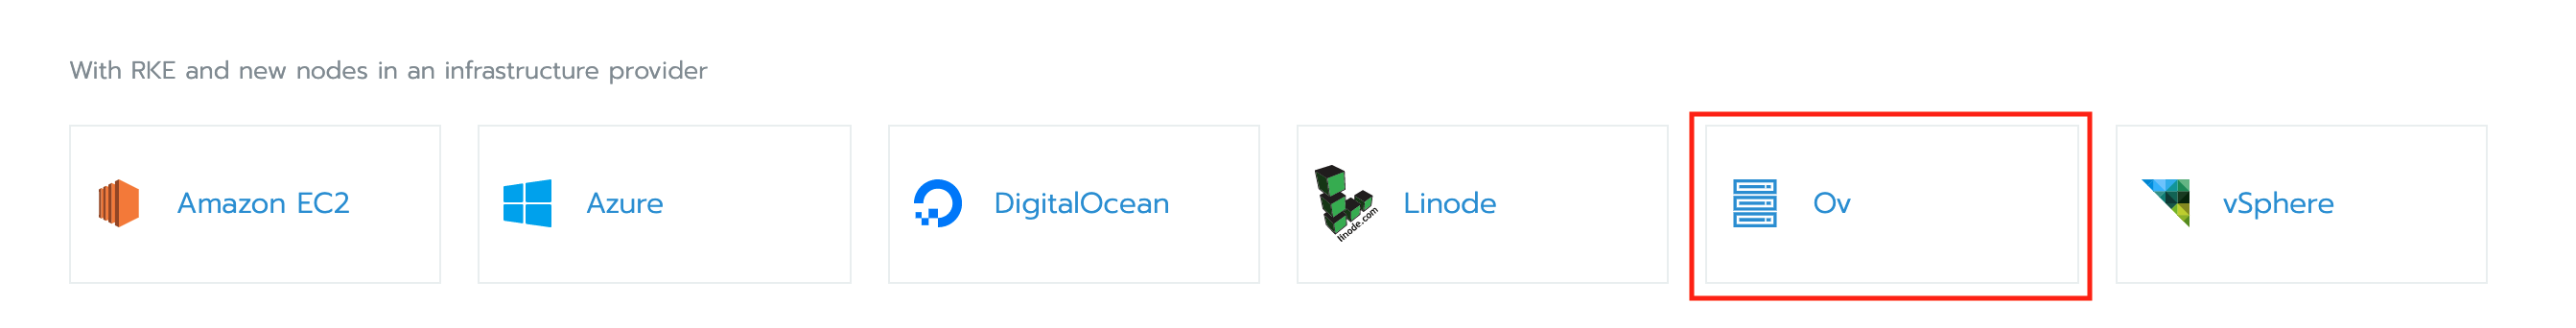 With RKE and new nodes in an infrastructure provider
Amazon EC2
Azure
DigitalOcean
linode.com
Linode
Ov
vSphere